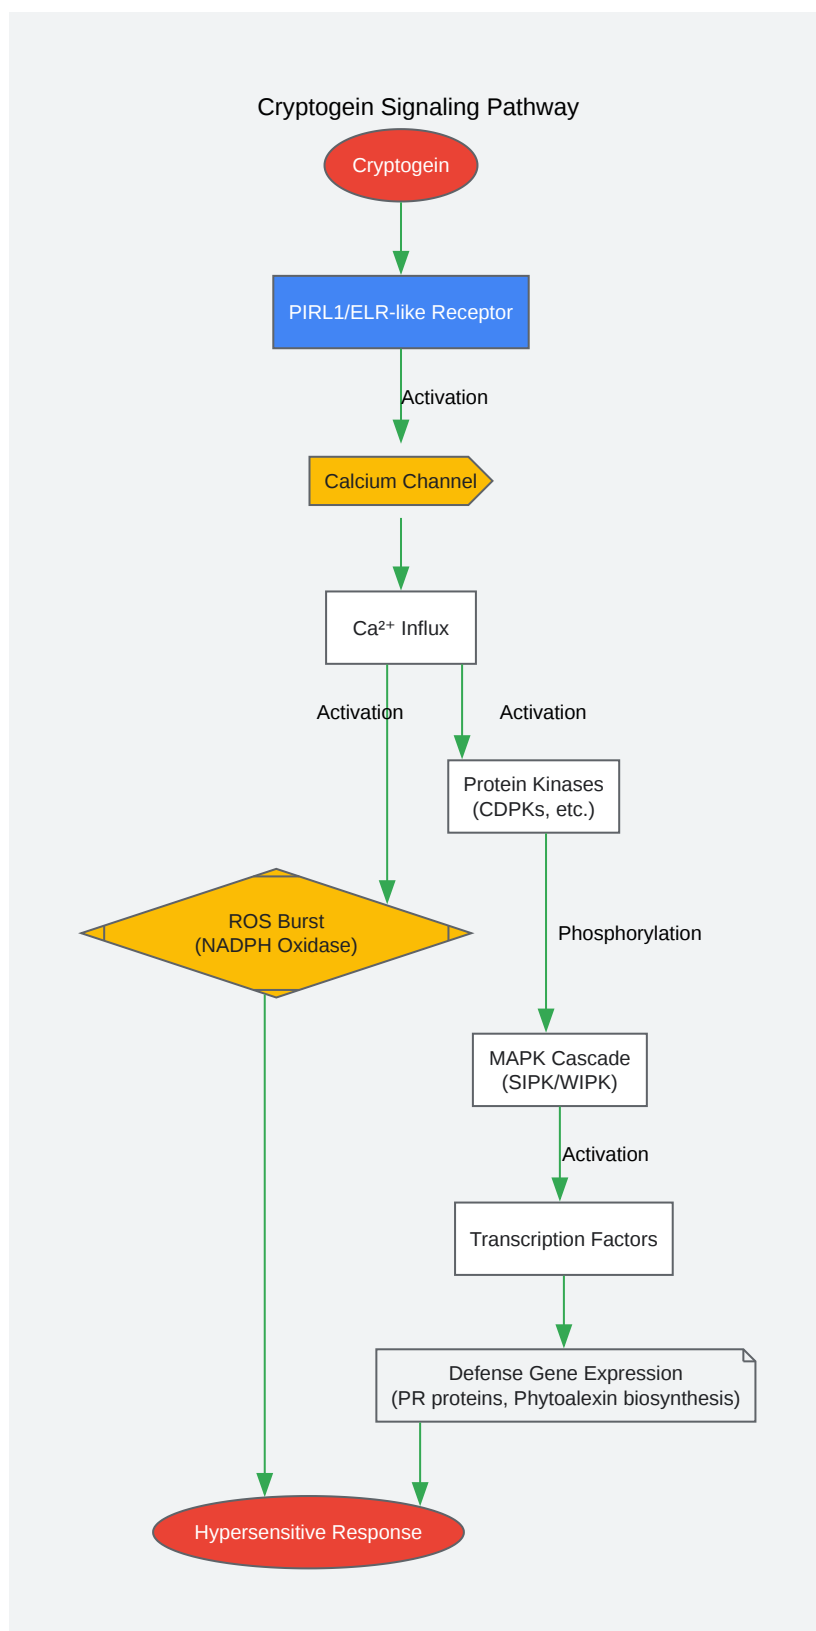 Cryptogein Signaling Pathway
Cryptogein
PIRL1/ELR-like Receptor
Activation
Calcium Channel
Ca²⁺ Influx
Activation
Activation
Protein Kinases
(CDPKs, etc.)
ROS Burst
(NADPH Oxidase)
Phosphorylation
MAPK Cascade
(SIPK/WIPK)
Activation
Transcription Factors
Defense Gene Expression
(PR proteins, Phytoalexin biosynthesis)
Hypersensitive Response